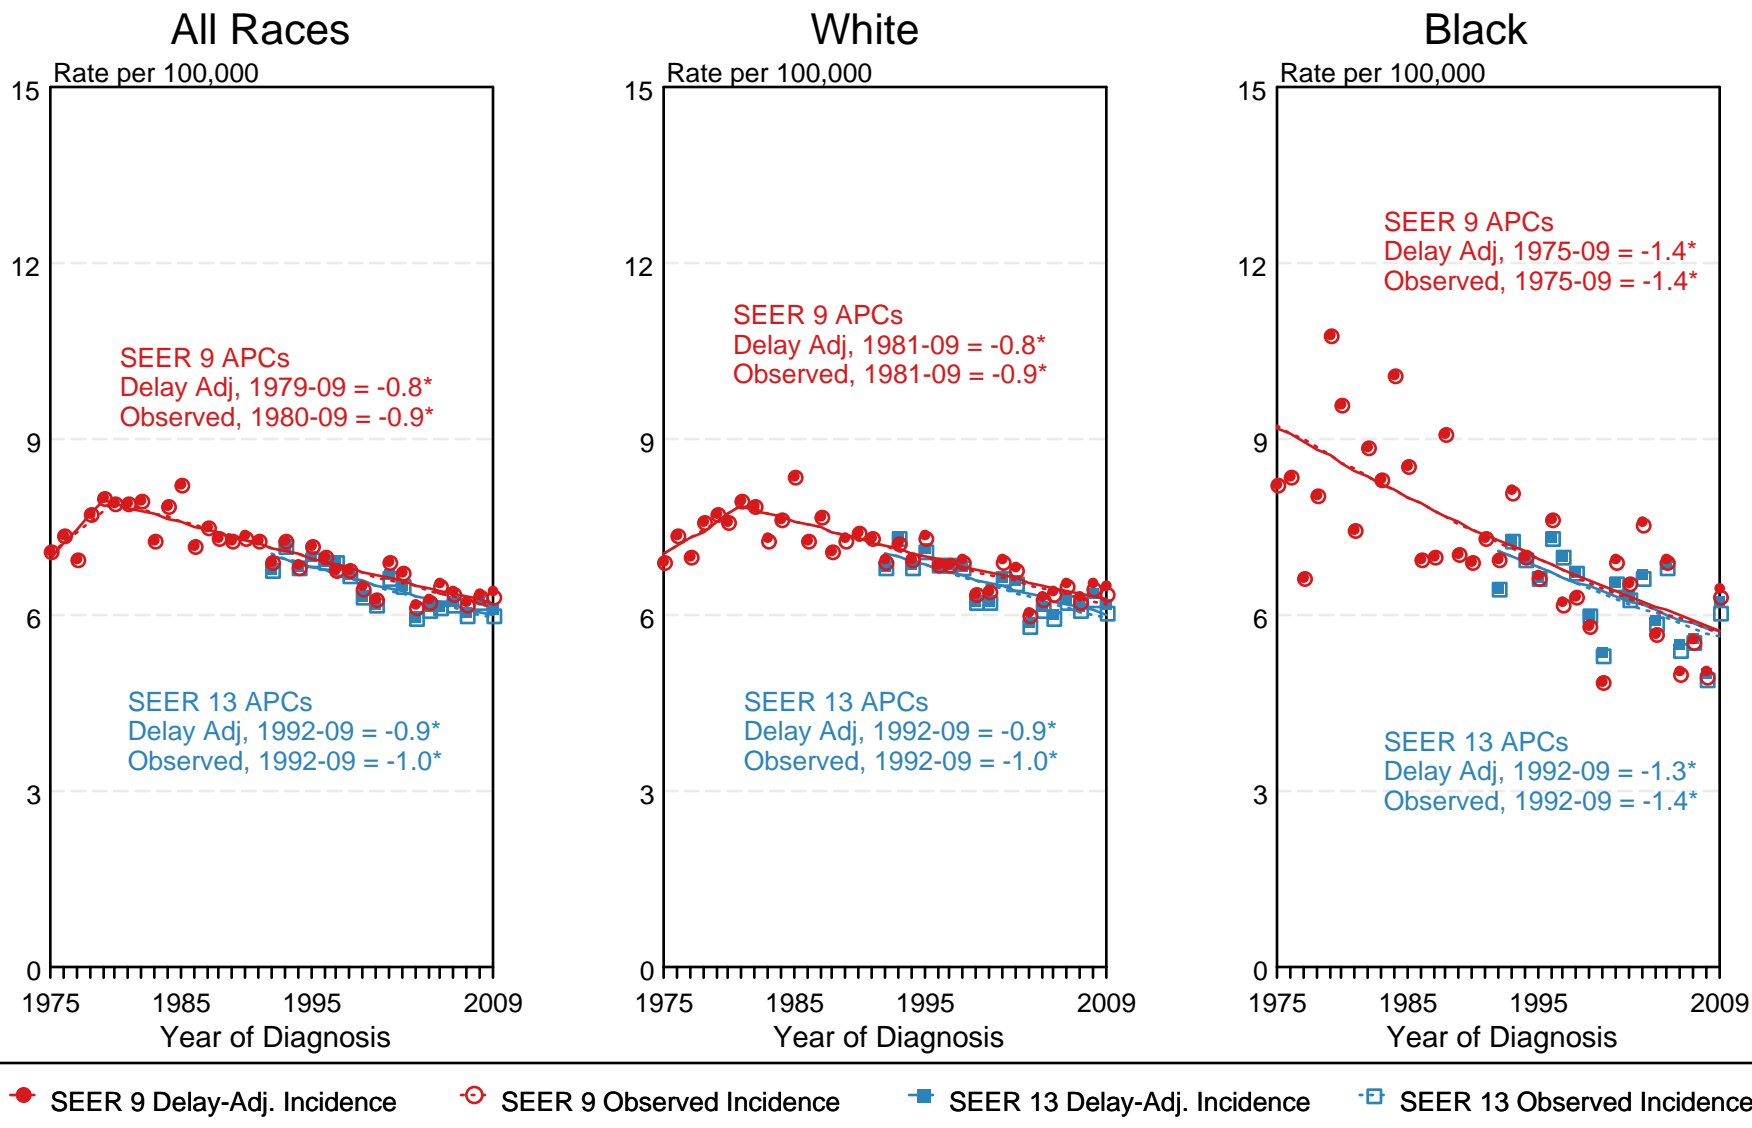 All Races
White
Black
Rate per 100,000
Rate per 100,000
Rate per 100,000
15
12
9
6
3
0
SEER 9 APCs
Delay Adj, 1979-09 = -0.8*
Observed, 1980-09 = -0.9*
SEER 13 APCs
Delay Adj, 1992-09 = -0.9*
Observed, 1992-09 = -1.0*
1975
1985
1995
2009
Year of Diagnosis
15
12
9
6
3
0
SEER 9 APCs
Delay Adj, 1981-09 = -0.8*
Observed, 1981-09 = -0.9*
SEER 13 APCs
Delay Adj, 1992-09 = -0.9*
Observed, 1992-09 = -1.0*
1975
1985
1995
2009
Year of Diagnosis
15
12
9
6
3
0
SEER 9 APCs
Delay Adj, 1975-09 = -1.4*
Observed, 1975-09 = -1.4*
SEER 13 APCs
Delay Adj, 1992-09 = -1.3*
Observed, 1992-09 = -1.4*
1975
1985
1995
2009
Year of Diagnosis
SEER 9 Delay-Adj. Incidence
SEER 9 Observed Incidence
SEER 13 Delay-Adj. Incidence
SEER 13 Observed Incidence